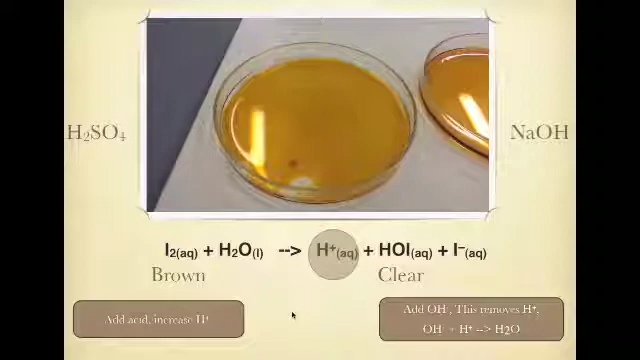 H₂SO₄
NaOH
I₂(aq) + H₂O(l) --> H⁺(aq) + HOI(aq) + I⁻(aq)
Brown
Clear
Add acid, increase H⁺
Add OH⁻, This removes H⁺,
OH⁻ + H⁺ --> H2O